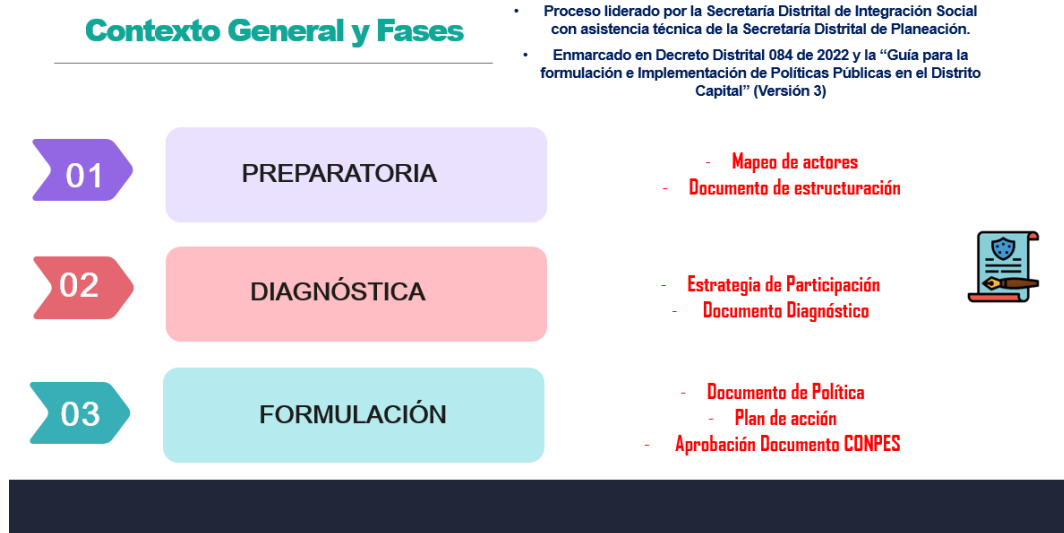 Contexto General y Fases
• Proceso liderado por la Secretaría Distrital de Integración Social
con asistencia técnica de la Secretaría Distrital de Planeación.
• Enmarcado en Decreto Distrital 084 de 2022 y la “Guía para la
formulación e Implementación de Políticas Públicas en el Distrito
Capital” (Versión 3)
01
PREPARATORIA
- Mapeo de actores
- Documento de estructuración
02
DIAGNÓSTICA
- Estrategia de Participación
- Documento Diagnóstico
03
FORMULACIÓN
- Documento de Política
- Plan de acción
- Aprobación Documento CONPES